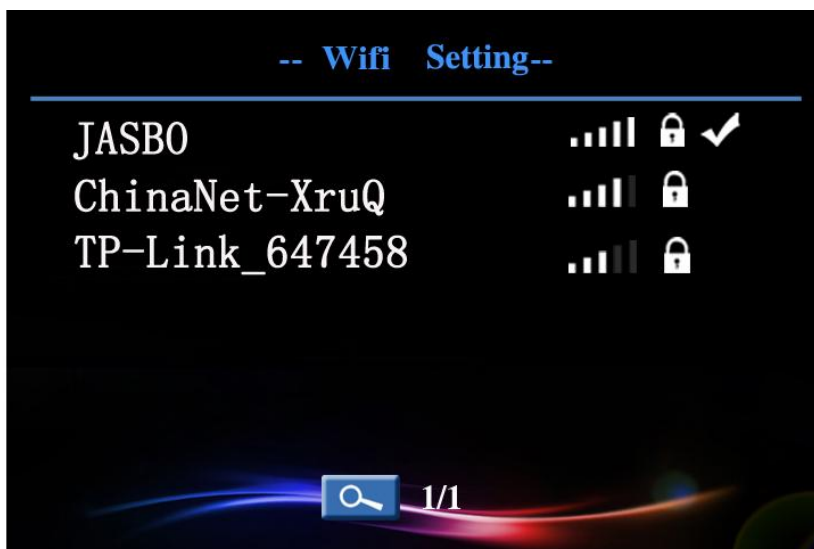 -- Wifi Setting--
JASBO
ChinaNet-XruQ
TP-Link_647458
1/1